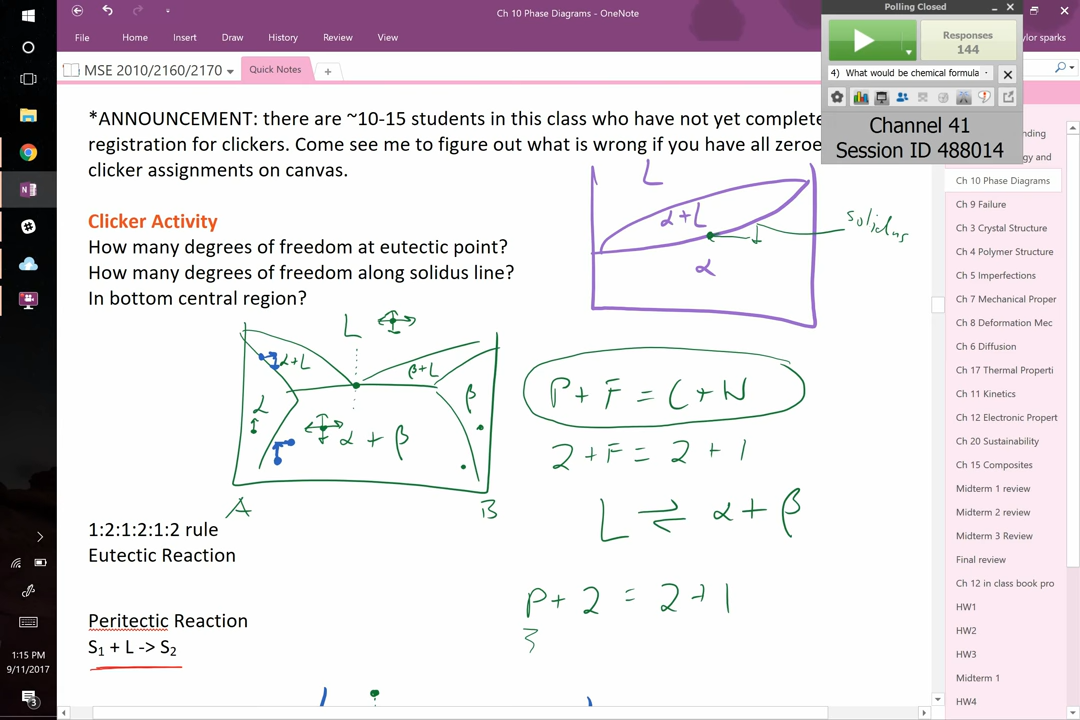 Ch 10 Phase Diagrams - OneNote
File
Home
Insert
Draw
History
Review
View
MSE 2010/2160/2170
Quick Notes
Polling Closed
Responses
144
4) What would be chemical formula
Channel 41
Session ID 488014
ylor sparks
*ANNOUNCEMENT: there are ~10-15 students in this class who have not yet complete
registration for clickers. Come see me to figure out what is wrong if you have all zeroe
clicker assignments on canvas.
Clicker Activity
How many degrees of freedom at eutectic point?
How many degrees of freedom along solidus line?
In bottom central region?
L
α+L
α
solidus
L
α+L
β+L
α
β
α + β
A
B
P + F = C + N
2 + F = 2 + 1
L ⇌ α + β
P + 2 = 2 + 1
3
1:2:1:2:1:2 rule
Eutectic Reaction
Peritectic Reaction
S₁ + L -> S₂
L
nding
gy and
Ch 10 Phase Diagrams
Ch 9 Failure
Ch 3 Crystal Structure
Ch 4 Polymer Structure
Ch 5 Imperfections
Ch 7 Mechanical Proper
Ch 8 Deformation Mec
Ch 6 Diffusion
Ch 17 Thermal Properti
Ch 11 Kinetics
Ch 12 Electronic Propert
Ch 20 Sustainability
Ch 15 Composites
Midterm 1 review
Midterm 2 review
Midterm 3 Review
Final review
Ch 12 in class book pro
HW1
HW2
HW3
Midterm 1
HW4
1:15 PM
9/11/2017
3